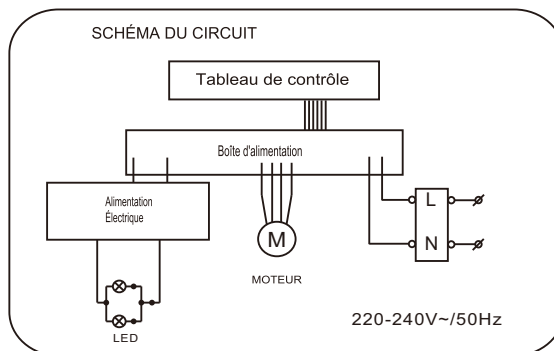 SCHÉMA DU CIRCUIT
Tableau de contrôle
Boîte d'alimentation
Alimentation
Électrique
L
M
N
MOTEUR
220-240V~/50Hz
LED